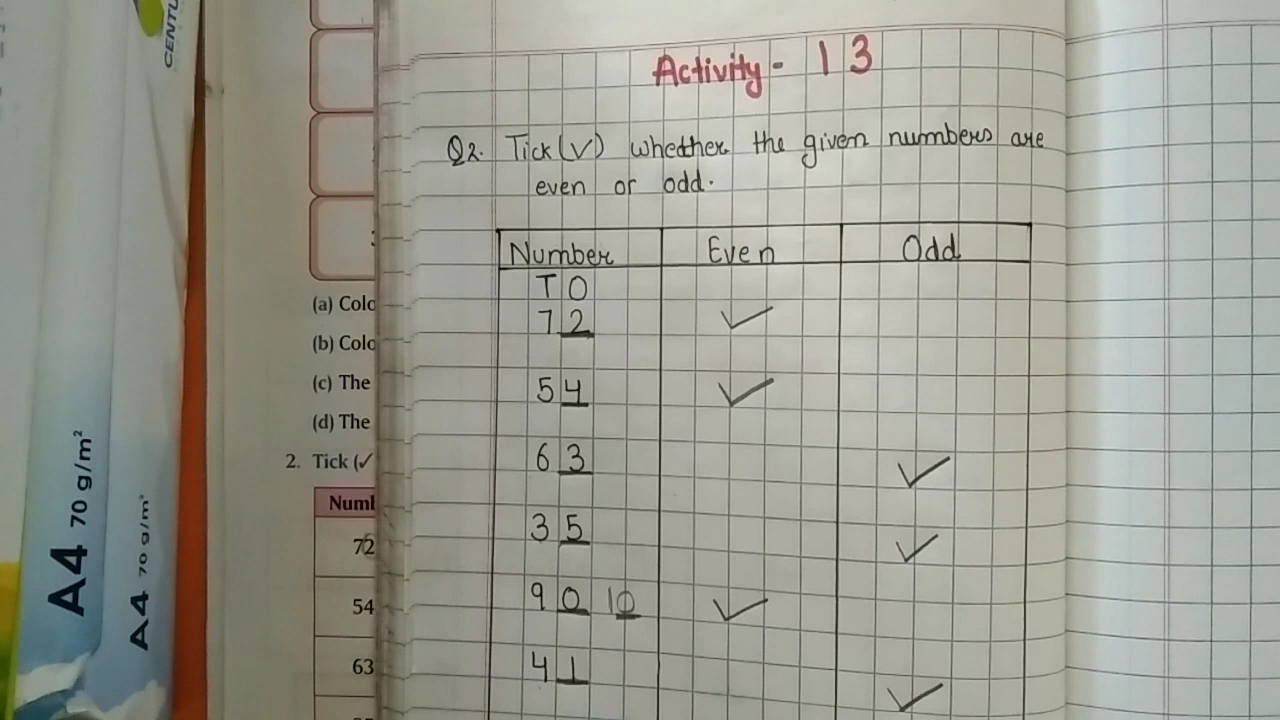 CENTU
A4 70 g/m²
A4 70 g/m²
(a) Colo
(b) Colo
(c) The
(d) The
2. Tick (✓
Numb
72
54
63
Activity - 13
Q2. Tick (V) whether the given numbers are
even or odd.
Number Even Odd
T O
7 2 ✓
5 4 ✓
6 3 ✓
3 5 ✓
9 0 10 ✓
4 1 ✓